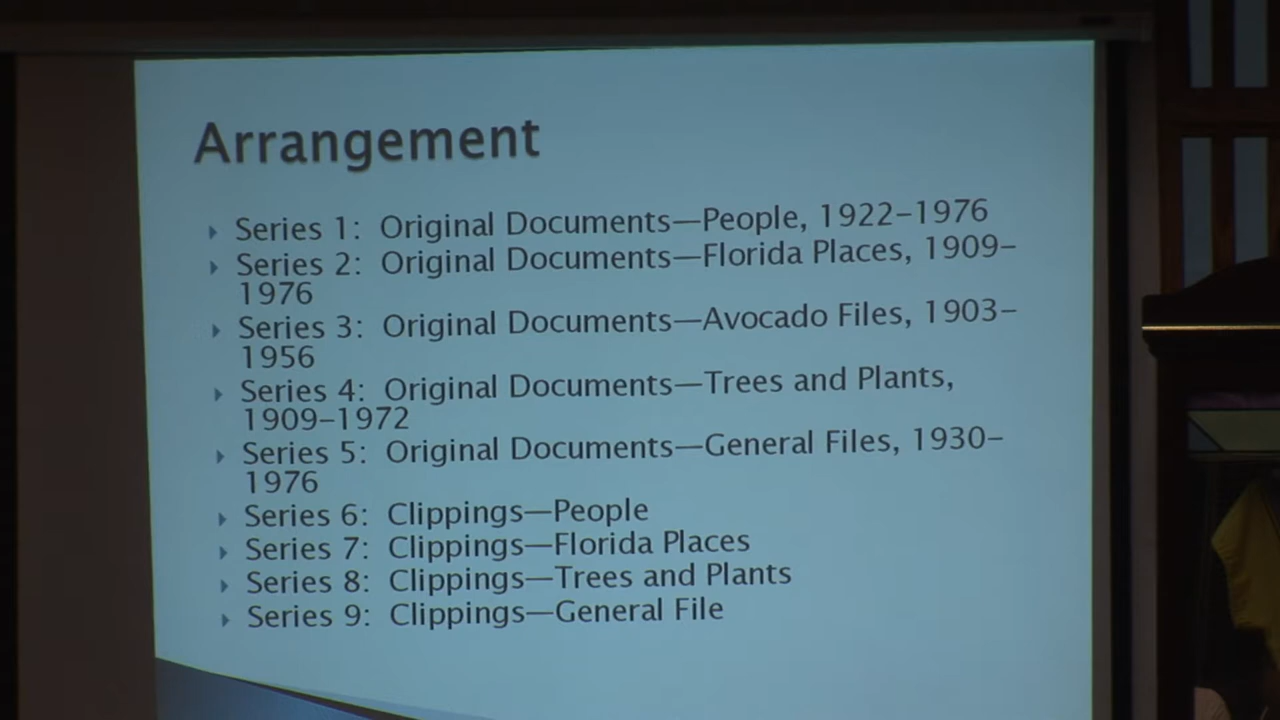 Arrangement
Series 1: Original Documents—People, 1922–1976
Series 2: Original Documents—Florida Places, 1909–
1976
Series 3: Original Documents—Avocado Files, 1903–
1956
Series 4: Original Documents—Trees and Plants,
1909–1972
Series 5: Original Documents—General Files, 1930–
1976
Series 6: Clippings—People
Series 7: Clippings—Florida Places
Series 8: Clippings—Trees and Plants
Series 9: Clippings—General File